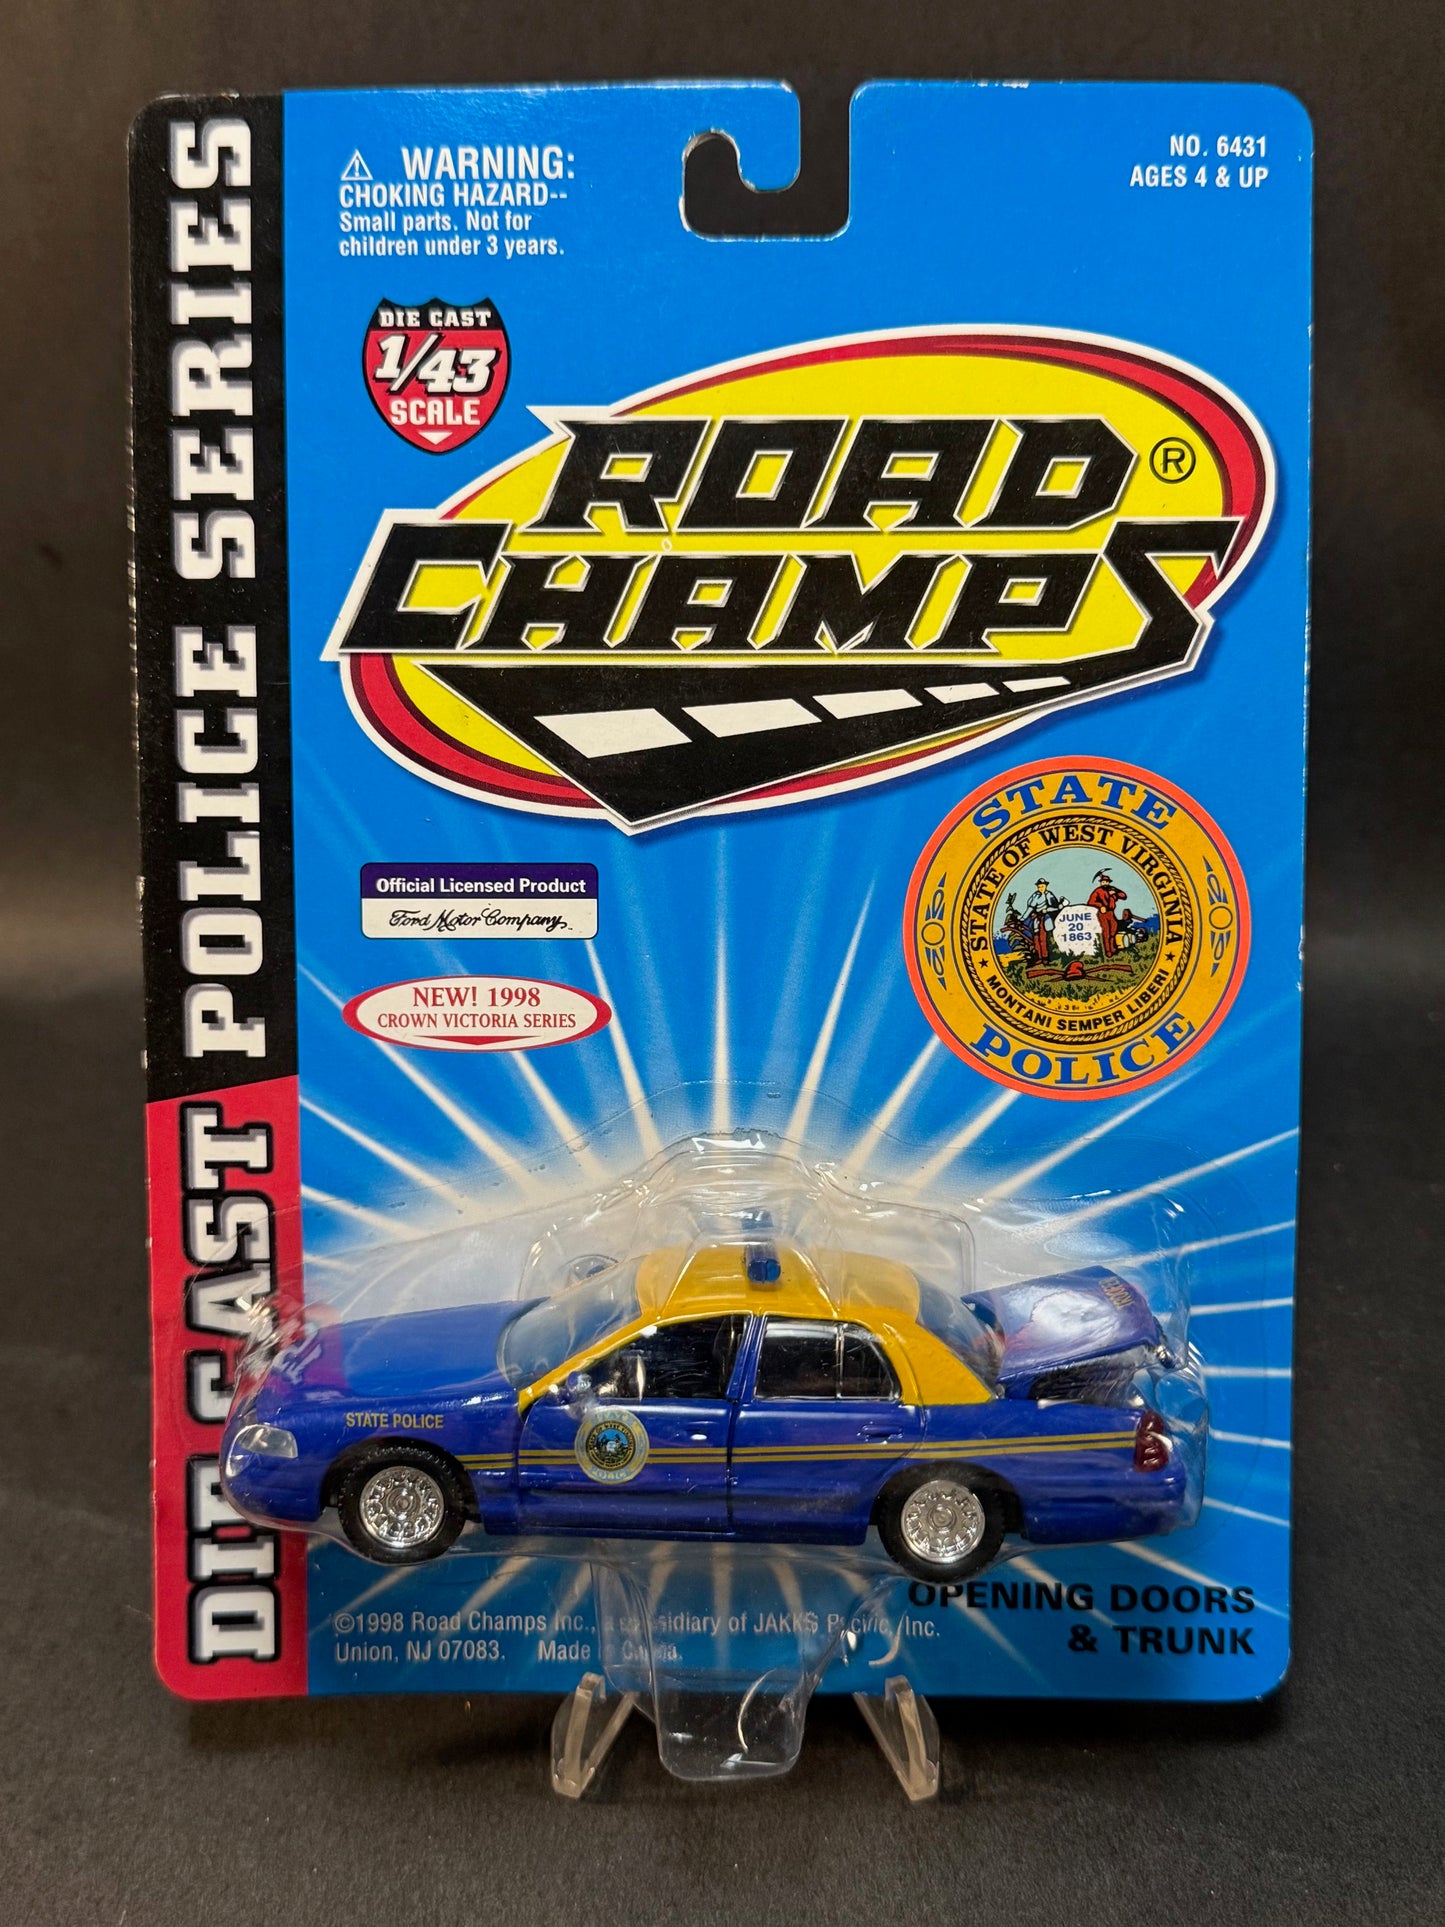 DIE CAST POLICE SERIES
WARNING:
CHOKING HAZARD--
Small parts. Not for
children under 3 years.
NO. 6431
AGES 4 & UP
DIE CAST
1/43
SCALE
ROAD
CHAMPS®
Official Licensed Product
Ford Motor Company
NEW! 1998
CROWN VICTORIA SERIES
STATE
STATE OF WEST VIRGINIA
JUNE
20
1863
★ MONTANI SEMPER LIBERI ★
POLICE
STATE POLICE
OPENING DOORS
& TRUNK
©1998 Road Champs Inc., a subsidiary of JAKKS Pacific, Inc.
Union, NJ 07083. Made in